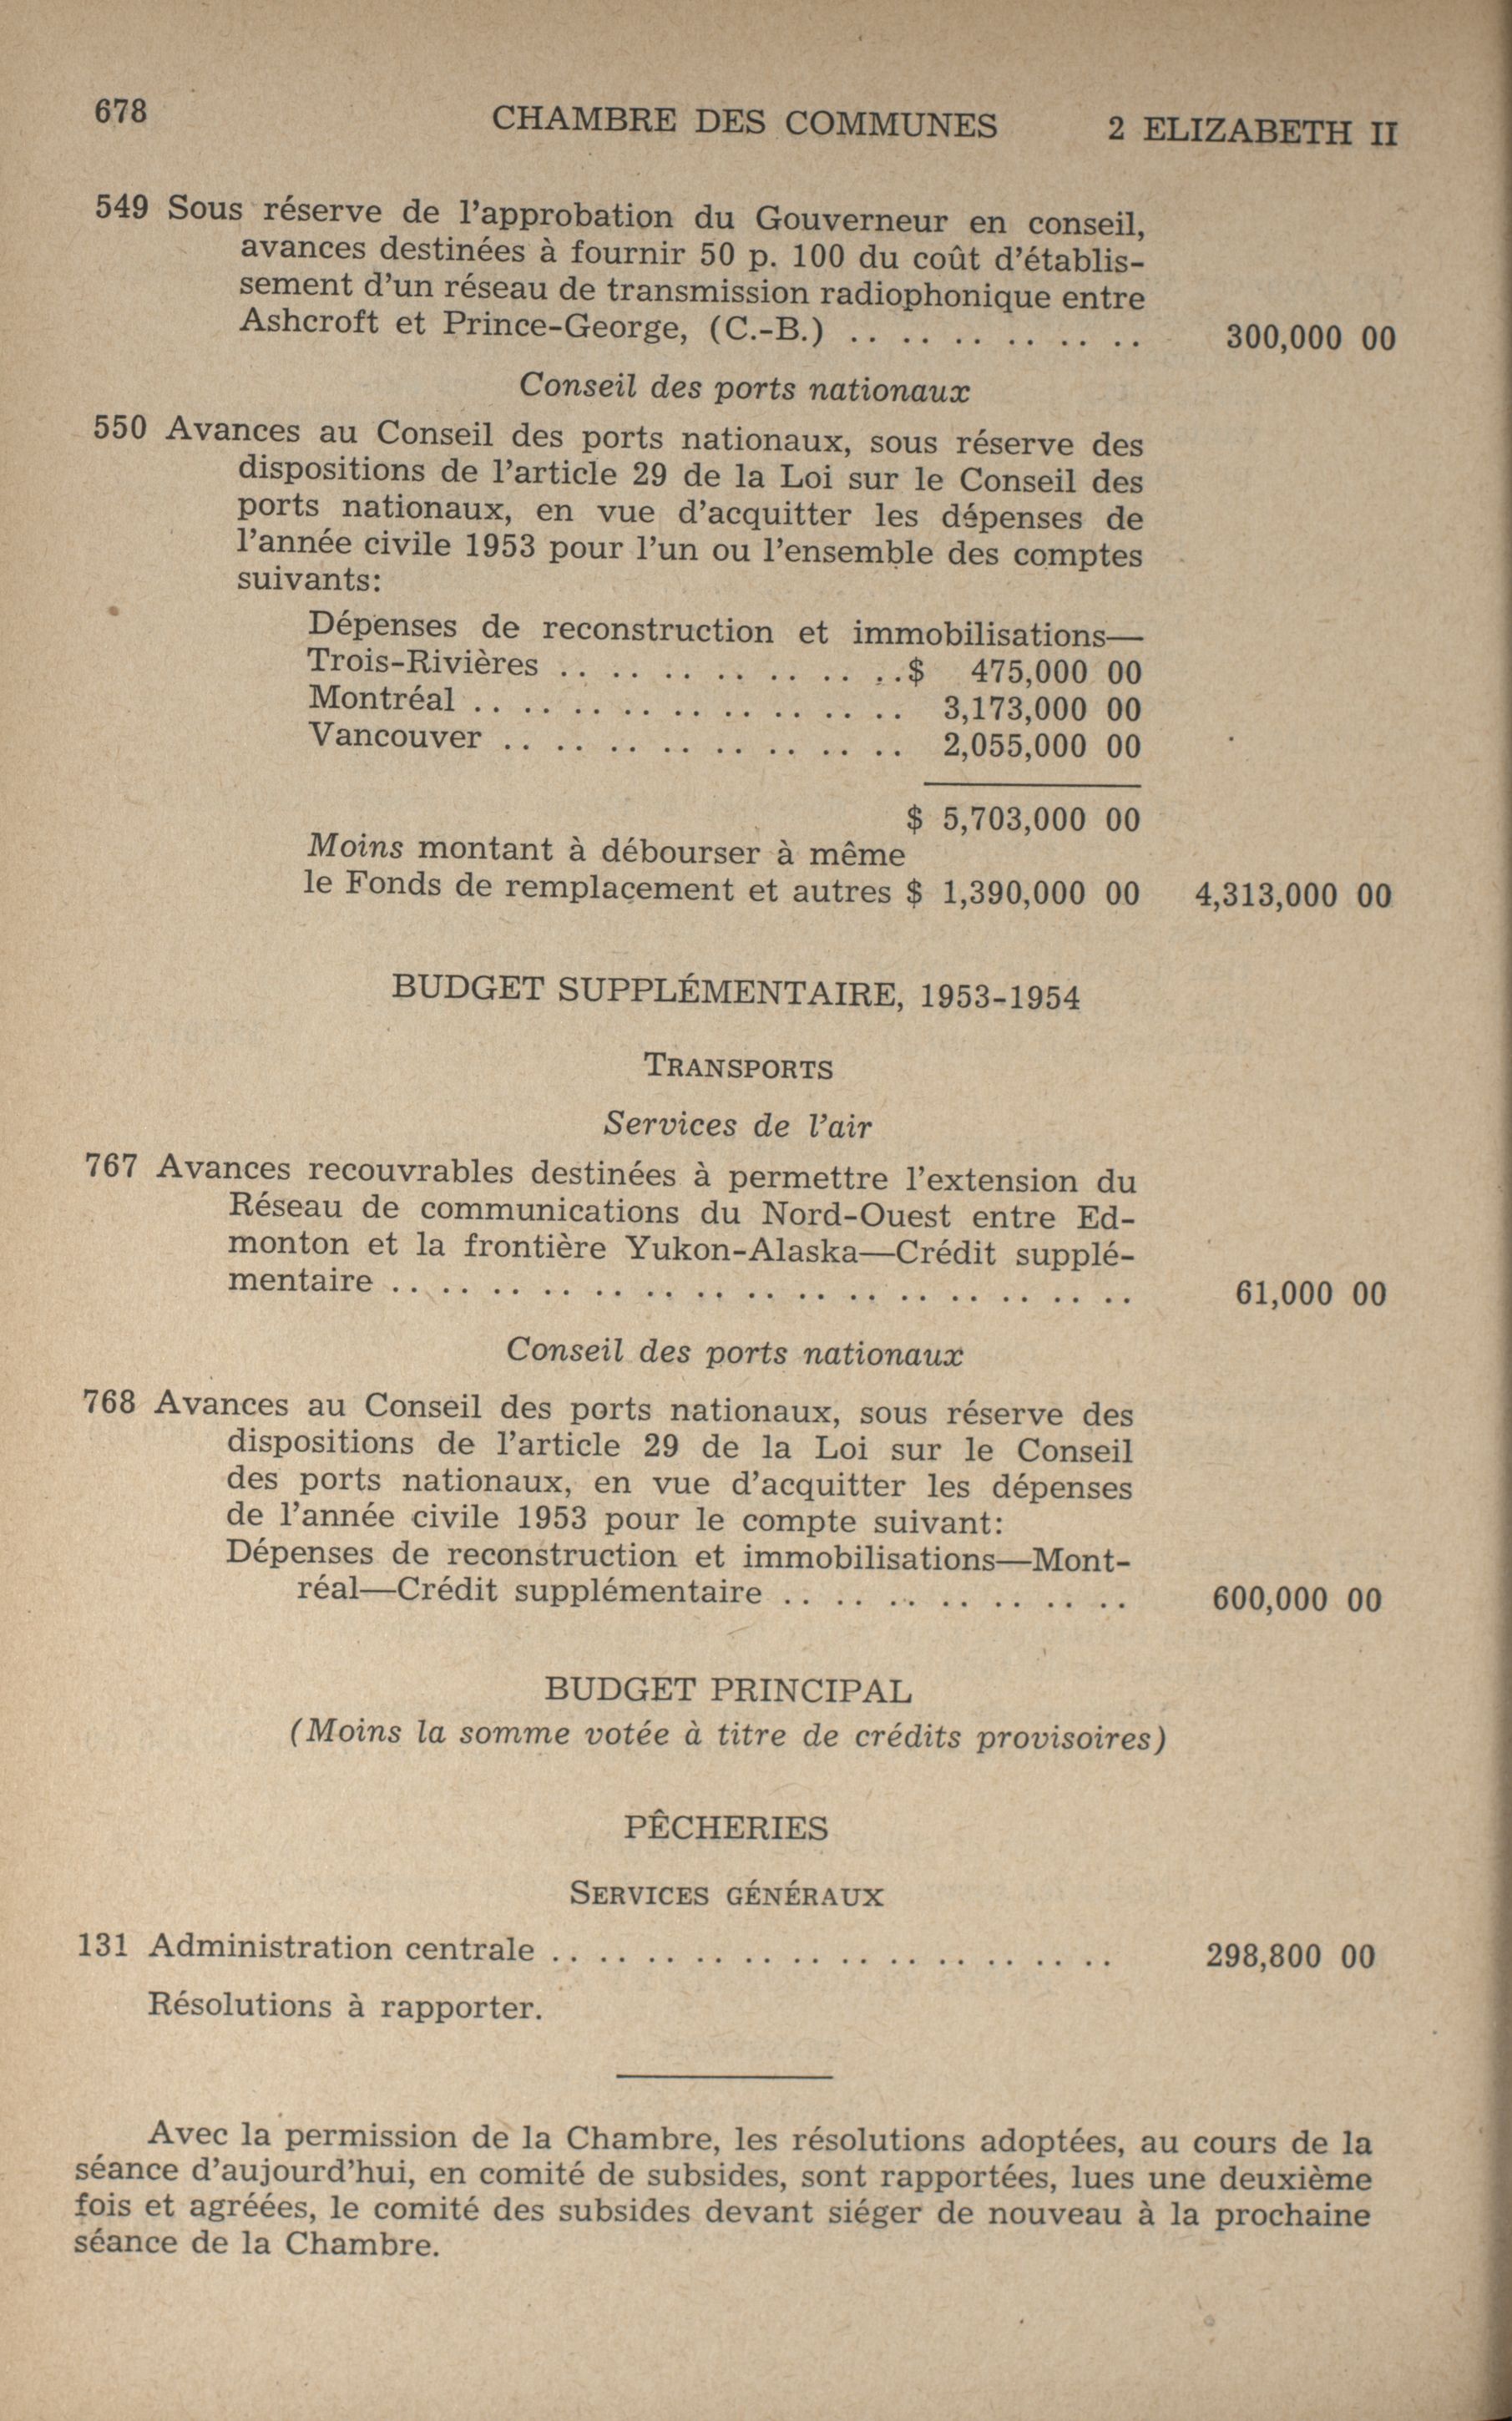 678 CHAMBRE DES COMMUNES 2 ELIZABETH II
549 Sous réserve de l'approbation du Gouverneur en conseil,
avances destinées à fournir 50 p. 100 du coût d'établis-
sement d'un réseau de transmission radiophonique entre
Ashcroft et Prince-George, (C.-B.) .. .. .. .. .. .. 300,000 00
Conseil des ports nationaux
550 Avances au Conseil des ports nationaux, sous réserve des
dispositions de l'article 29 de la Loi sur le Conseil des
ports nationaux, en vue d'acquitter les dépenses de
l'année civile 1953 pour l'un ou l'ensemble des comptes
suivants:
Dépenses de reconstruction et immobilisations—
Trois-Rivières .. .. .. .. .. .. ..$ 475,000 00
Montréal .. .. .. .. .. .. .. .. .. 3,173,000 00
Vancouver .. .. .. .. .. .. .. .. 2,055,000 00
$ 5,703,000 00
Moins montant à débourser à même
le Fonds de remplacement et autres $ 1,390,000 00 4,313,000 00
BUDGET SUPPLÉMENTAIRE, 1953-1954
TRANSPORTS
Services de l'air
767 Avances recouvrables destinées à permettre l'extension du
Réseau de communications du Nord-Ouest entre Ed-
monton et la frontière Yukon-Alaska—Crédit supplé-
mentaire .. .. .. .. .. .. .. .. .. .. .. .. .. .. .. 61,000 00
Conseil des ports nationaux
768 Avances au Conseil des ports nationaux, sous réserve des
dispositions de l'article 29 de la Loi sur le Conseil
des ports nationaux, en vue d'acquitter les dépenses
de l'année civile 1953 pour le compte suivant:
Dépenses de reconstruction et immobilisations—Mont-
réal—Crédit supplémentaire .. .. .. .. .. .. .. 600,000 00
BUDGET PRINCIPAL
(Moins la somme votée à titre de crédits provisoires)
PÊCHERIES
SERVICES GÉNÉRAUX
131 Administration centrale .. .. .. .. .. .. .. .. .. .. .. .. 298,800 00
Résolutions à rapporter.
Avec la permission de la Chambre, les résolutions adoptées, au cours de la
séance d'aujourd'hui, en comité de subsides, sont rapportées, lues une deuxième
fois et agréées, le comité des subsides devant siéger de nouveau à la prochaine
séance de la Chambre.